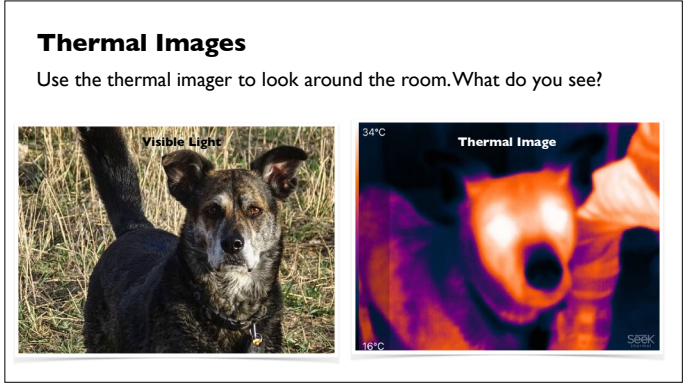 Thermal Images
Use the thermal imager to look around the room. What do you see?
Visible Light
34°C
Thermal Image
16°C
Seek
thermal